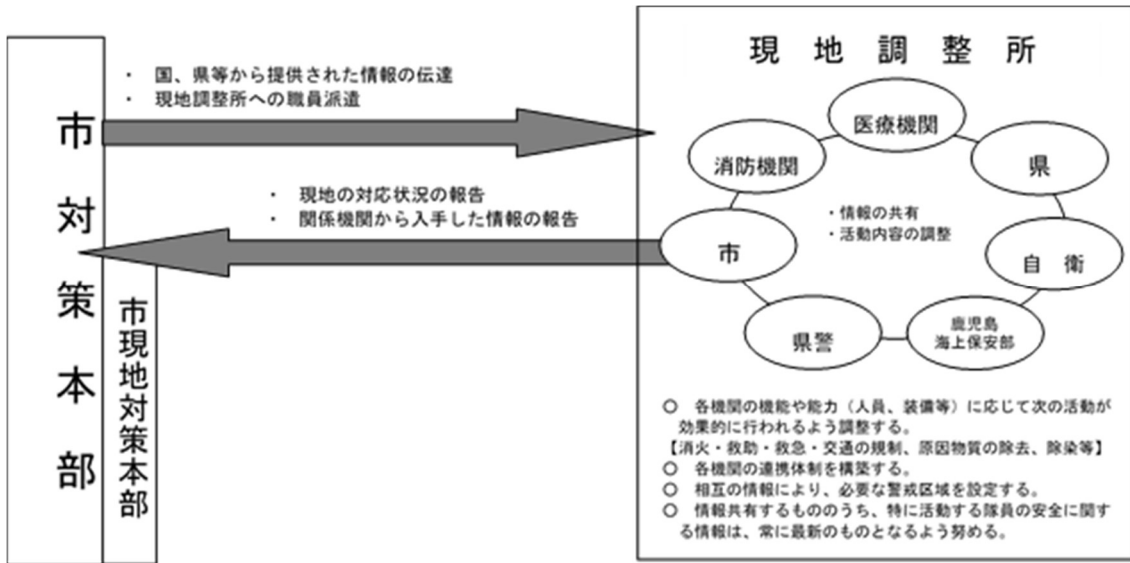 市対策本部
市現地対策本部
・ 国、県等から提供された情報の伝達
・ 現地調整所への職員派遣
・ 現地の対応状況の報告
・ 関係機関から入手した情報の報告
現地調整所
医療機関
消防機関
県
・情報の共有
・活動内容の調整
市
自 衛
県警
鹿児島
海上保安部
○ 各機関の機能や能力（人員、装備等）に応じて次の活動が
効果的に行われるよう調整する。
【消火・救助・救急・交通の規制、原因物質の除去、除染等】
○ 各機関の連携体制を構築する。
○ 相互の情報により、必要な警戒区域を設定する。
○ 情報共有するもののうち、特に活動する隊員の安全に関す
る情報は、常に最新のものとなるよう努める。